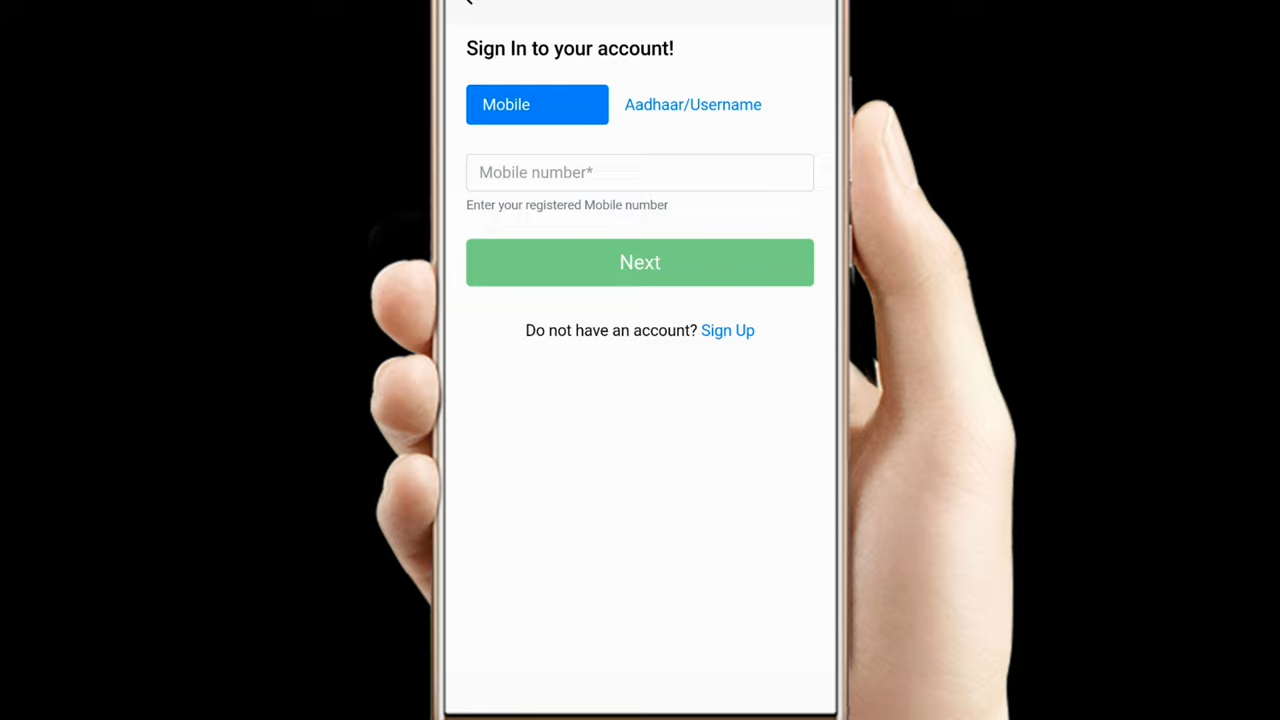 Sign In to your account!
Mobile
Aadhaar/Username
Mobile number*
Enter your registered Mobile number
Next
Do not have an account? Sign Up